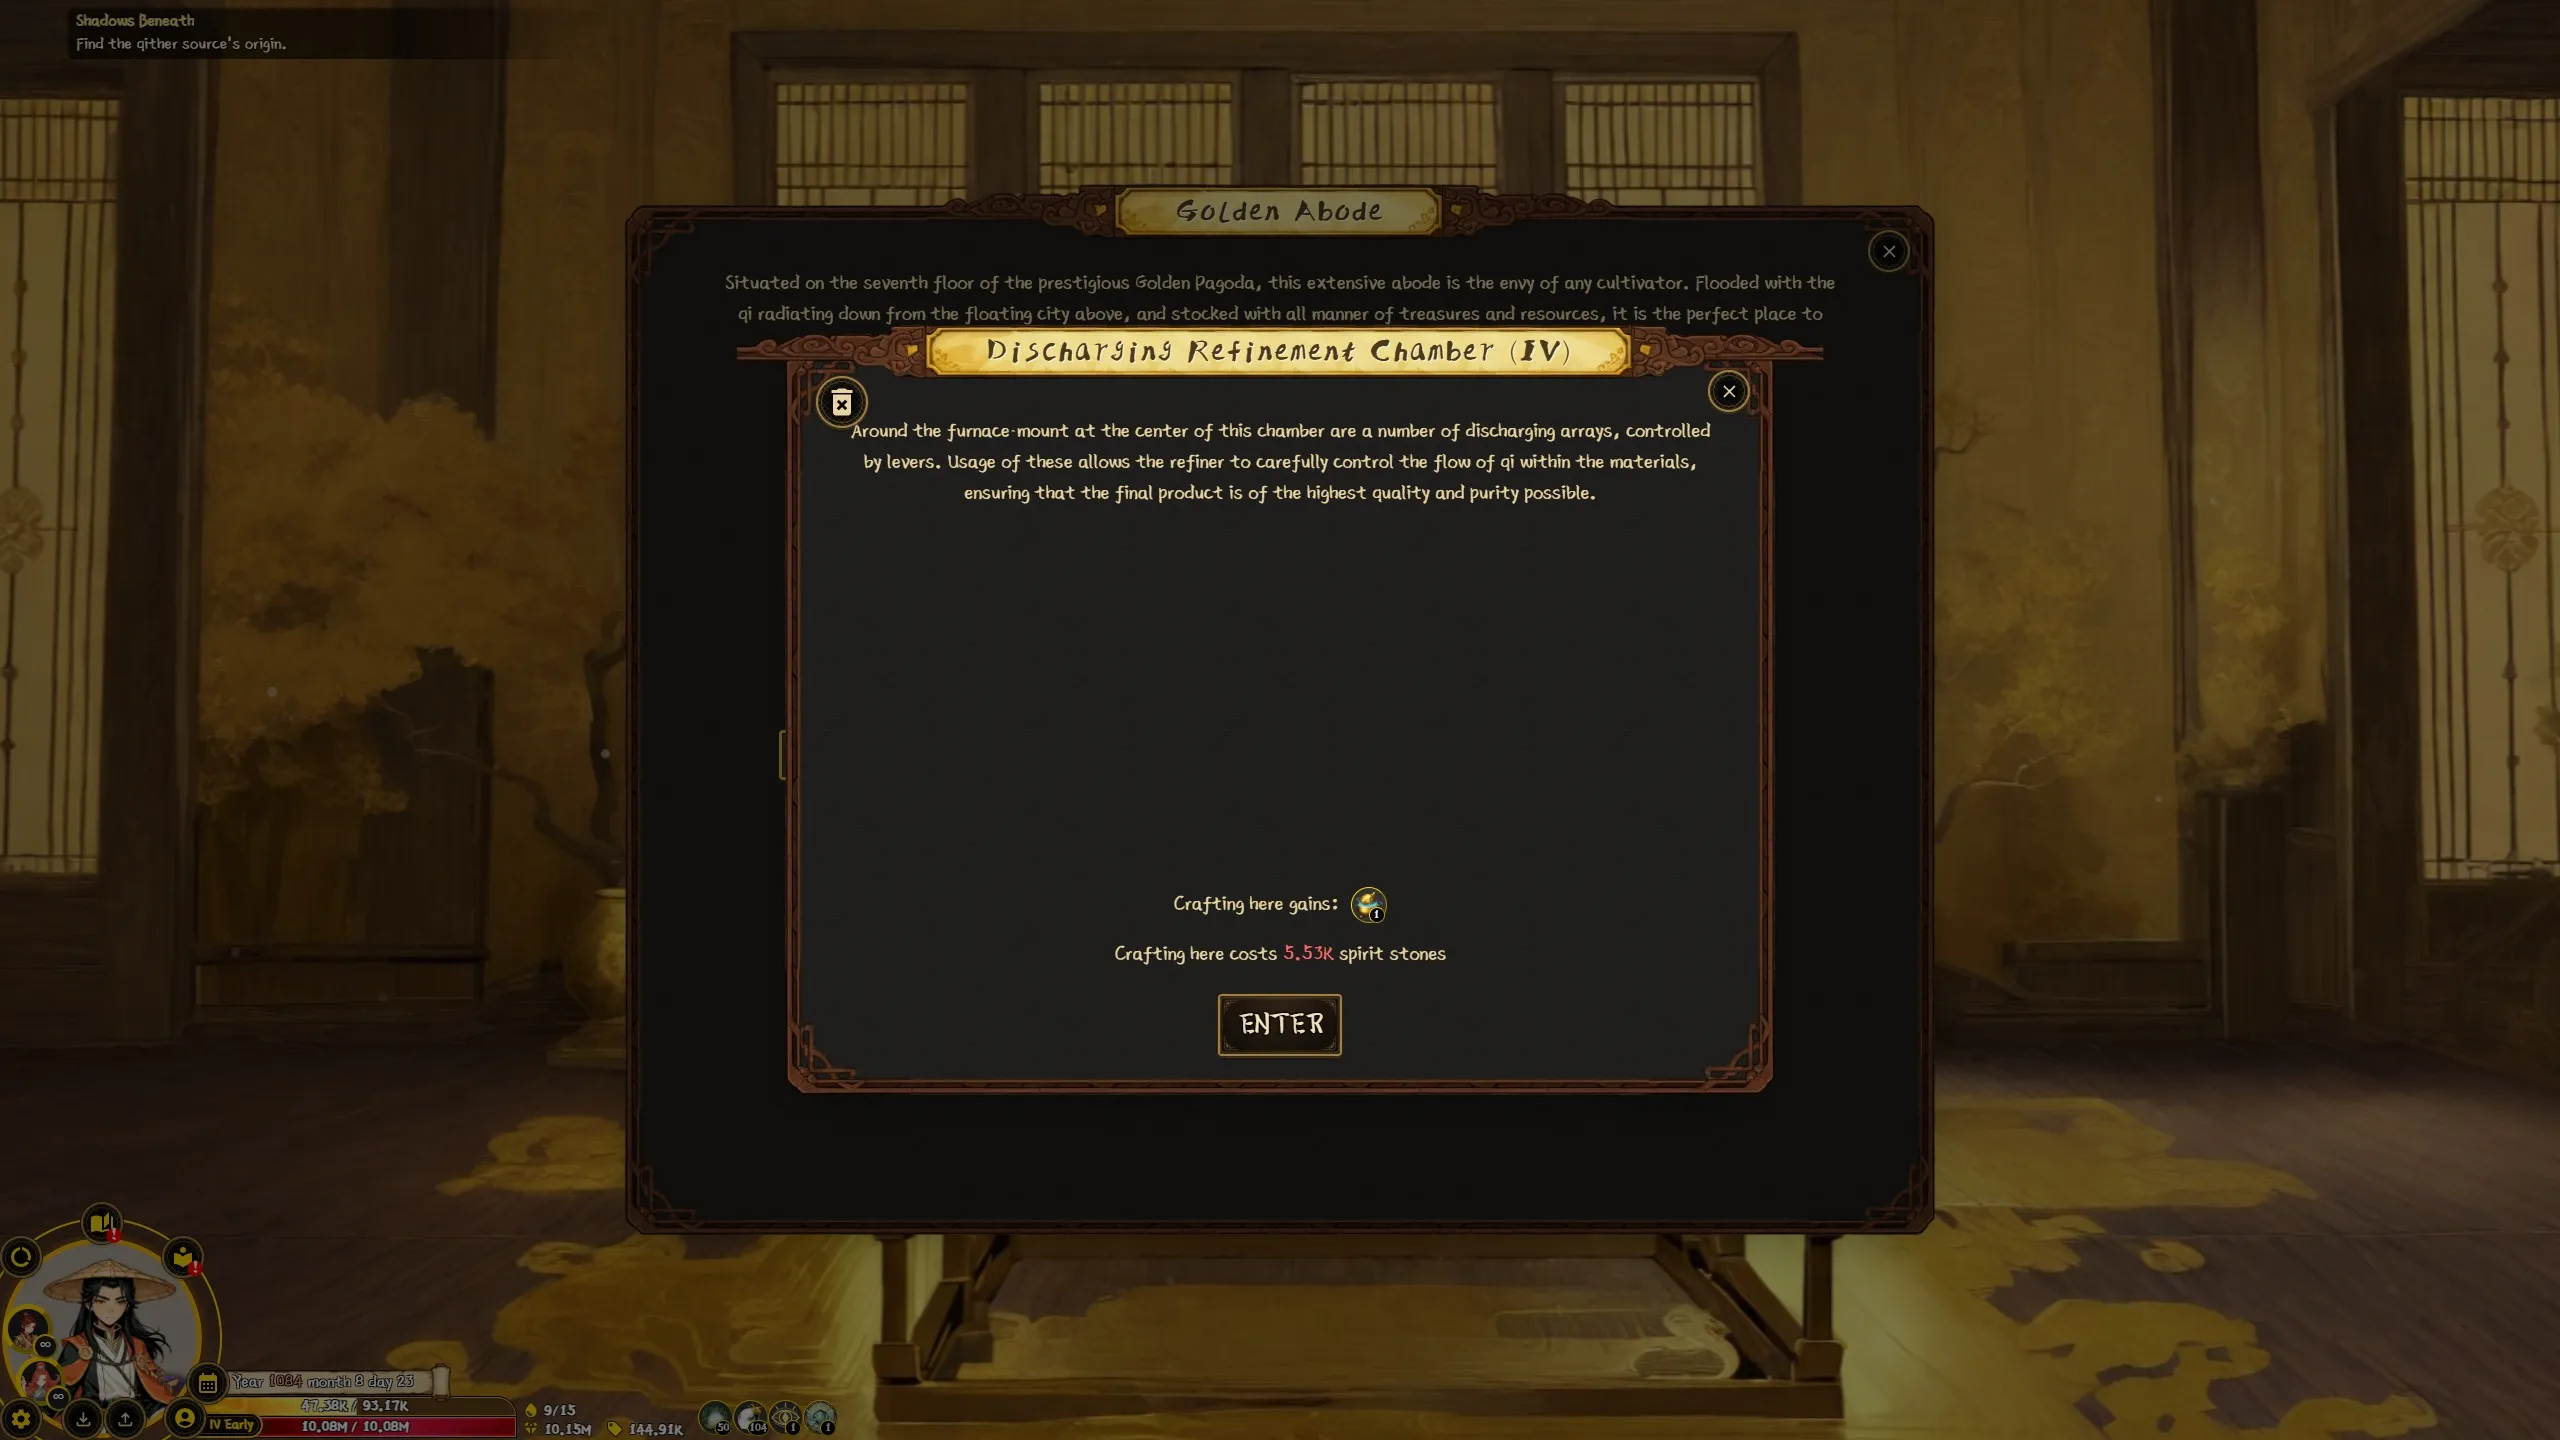 Shadows Beneath
Find the qither source's origin.
Golden Abode
Situated on the seventh floor of the prestigious Golden Pagoda, this extensive abode is the envy of any cultivator. Flooded with the
qi radiating down from the floating city above, and stocked with all manner of treasures and resources, it is the perfect place to
Discharging Refinement Chamber (IV)
Around the furnace-mount at the center of this chamber are a number of discharging arrays, controlled
by levers. Usage of these allows the refiner to carefully control the flow of qi within the materials,
ensuring that the final product is of the highest quality and purity possible.
Crafting here gains: 1
Crafting here costs 5.53K spirit stones
ENTER
Year 1084 month 8 day 23
47.38K / 93.17K
9/15
IV Early
10.08M / 10.08M
10.15M
144.91K
50
104
1
1